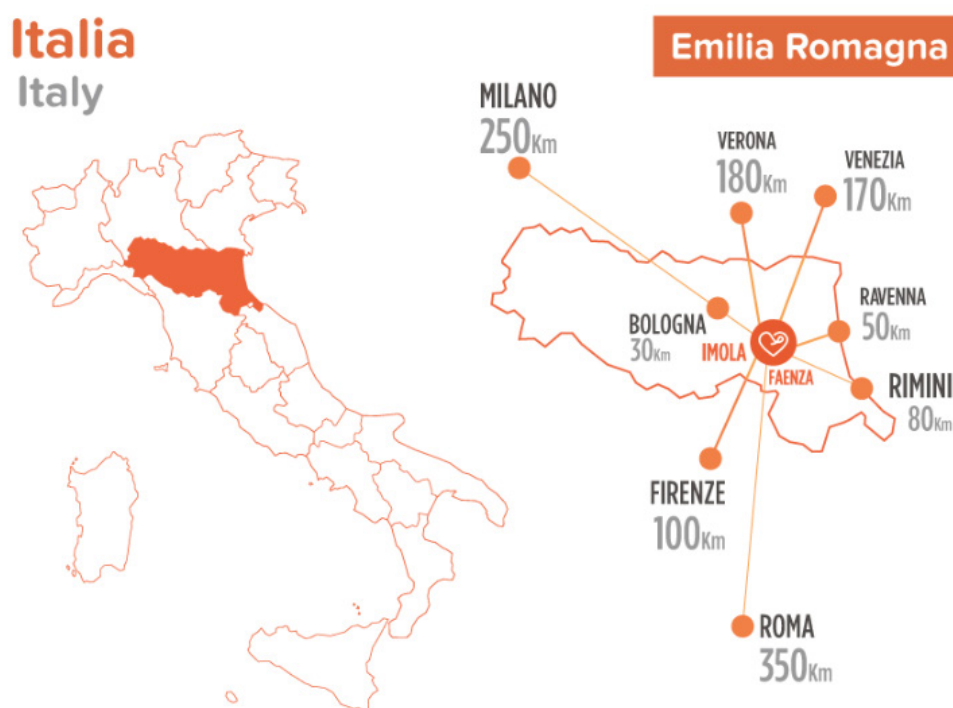 Italia
Italy
Emilia Romagna
MILANO
250Km
VERONA
180Km
VENEZIA
170Km
RAVENNA
50Km
BOLOGNA
30Km
IMOLA
FAENZA
RIMINI
80Km
FIRENZE
100Km
ROMA
350Km